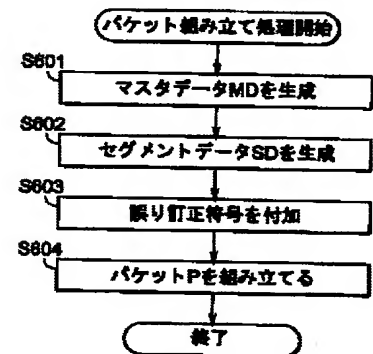 パケット組み立て処理開始
S601
マスタデータMDを生成
S602
セグメントデータSDを生成
S603
誤り訂正符号を付加
S604
パケットPを組み立てる
終了